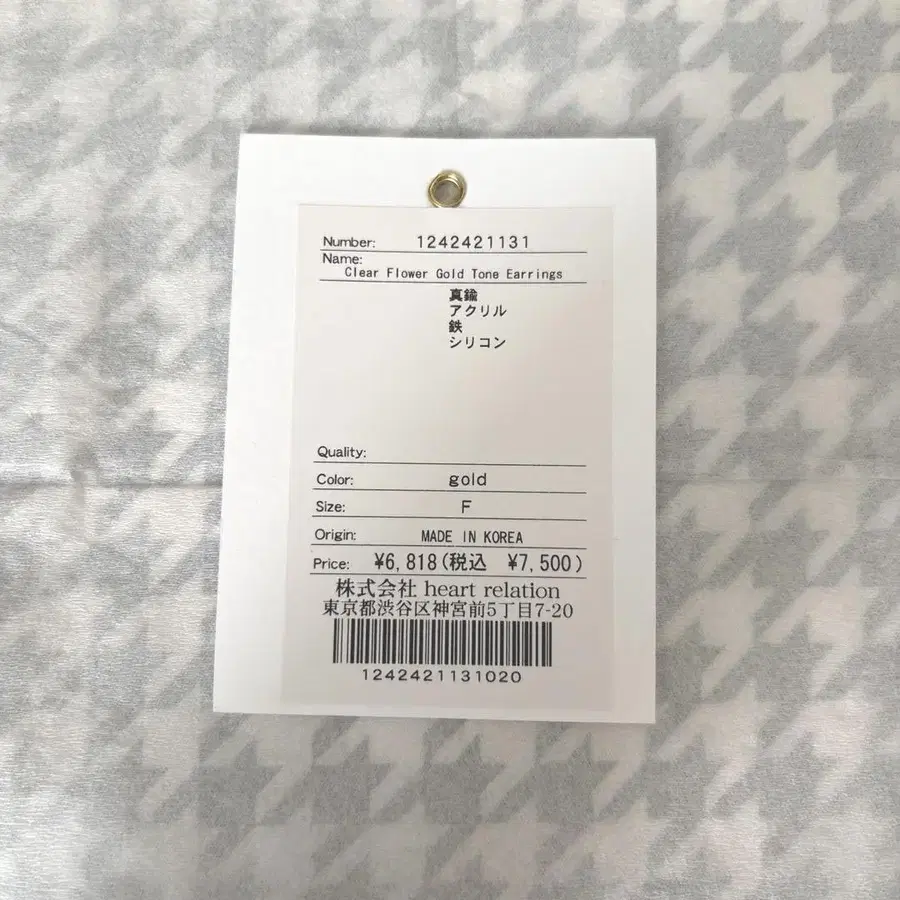 Number: 1242421131
Name:
Clear Flower Gold Tone Earrings
真鍮
アクリル
鉄
シリコン
Quality:
Color: gold
Size: F
Origin: MADE IN KOREA
Price: ¥6,818(税込 ¥7,500)
株式会社 heart relation
東京都渋谷区神宮前5丁目7-20
1242421131020